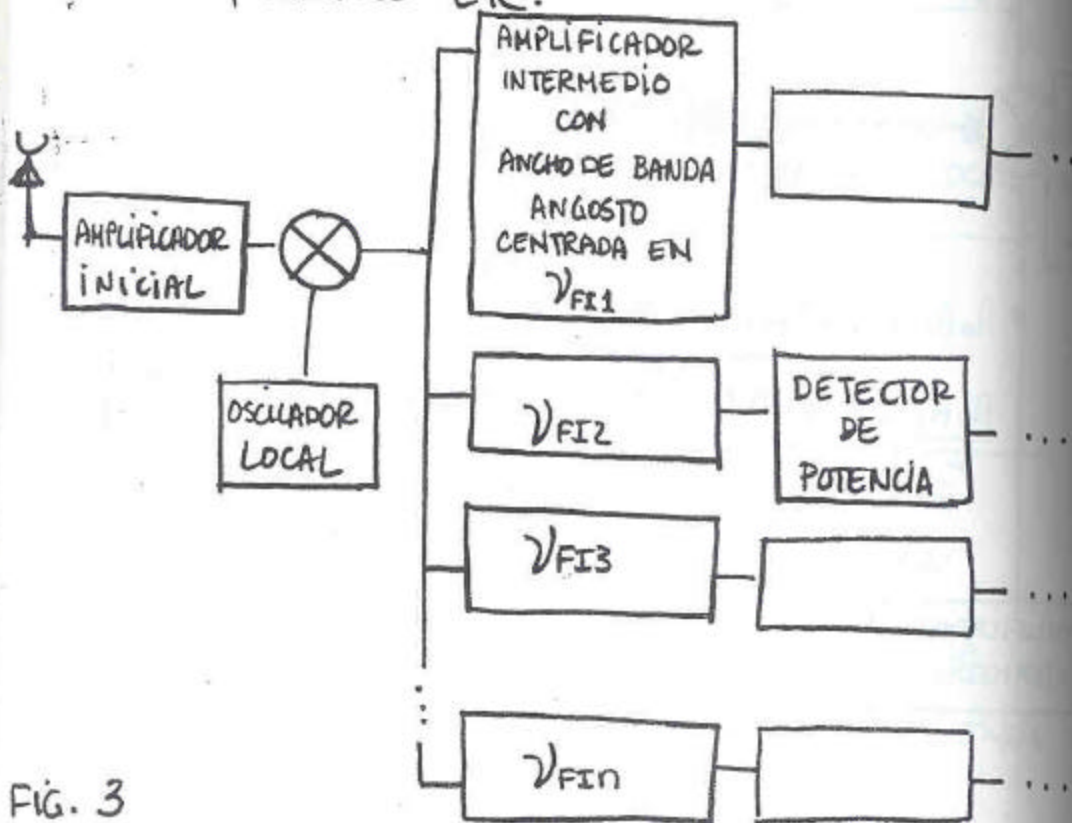 AMPLIFICADOR
INTERMEDIO
CON
ANCHO DE BANDA
ANGOSTO
CENTRADA EN
νFI1
AMPLIFICADOR
INICIAL
OSCILADOR
LOCAL
νFI2
DETECTOR
DE
POTENCIA
νFI3
νFIn
FIG. 3